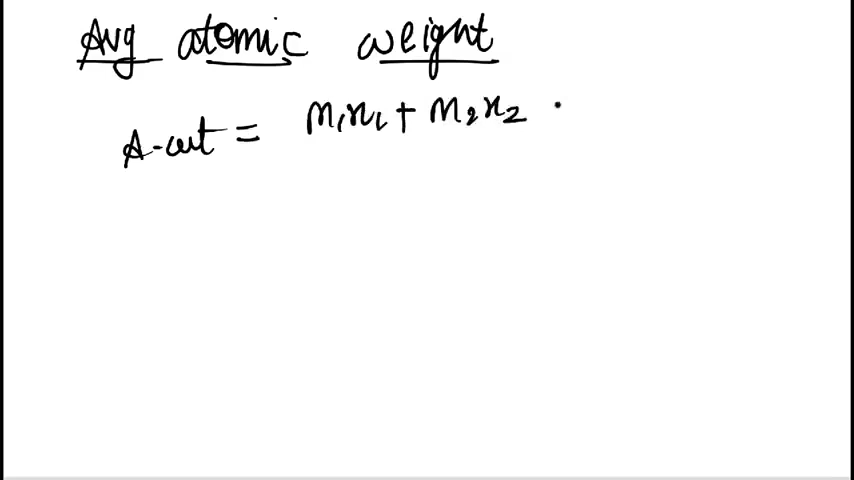 Avg atomic weight
A-wt = m₁x₁ + m₂x₂ .